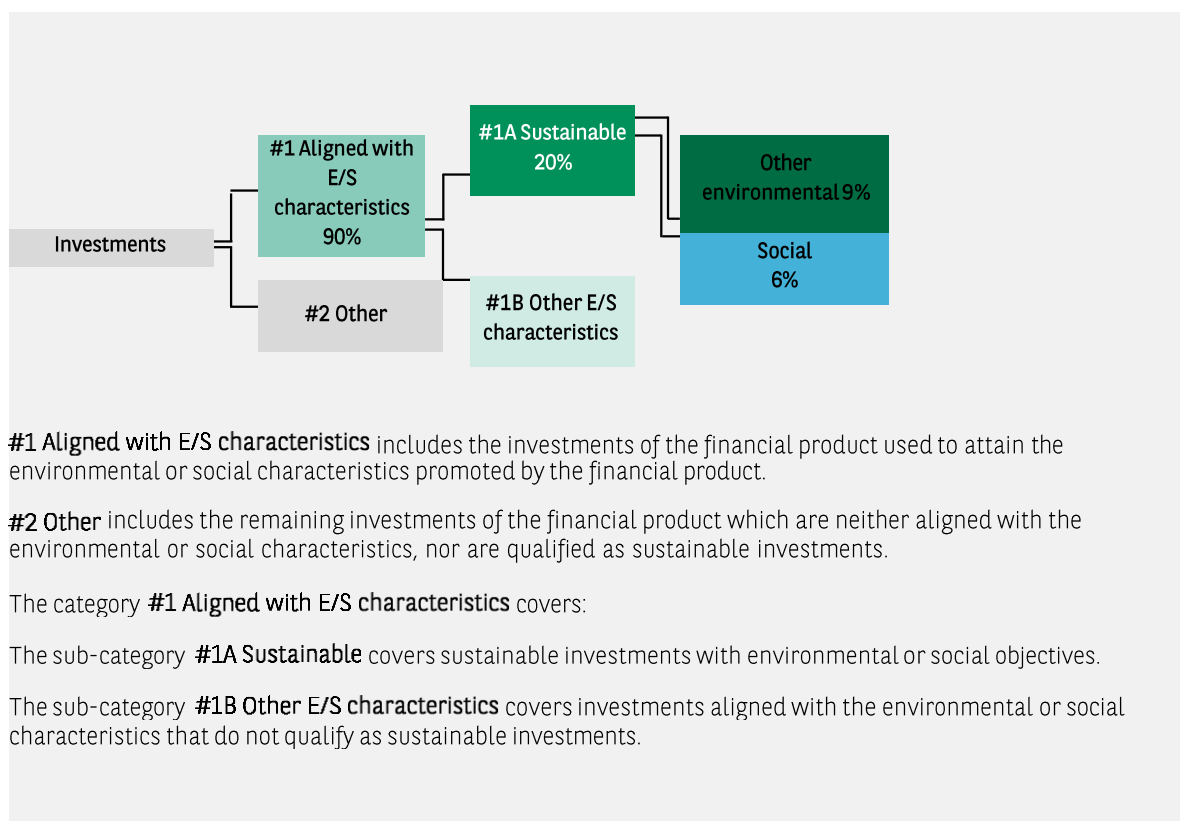 #1 Aligned with
E/S
characteristics
90%
#1A Sustainable
20%
Other
environmental 9%
Social
6%
Investments
#2 Other
#1B Other E/S
characteristics
#1 Aligned with E/S characteristics includes the investments of the financial product used to attain the
environmental or social characteristics promoted by the financial product.
#2 Other includes the remaining investments of the financial product which are neither aligned with the
environmental or social characteristics, nor are qualified as sustainable investments.
The category #1 Aligned with E/S characteristics covers:
The sub-category #1A Sustainable covers sustainable investments with environmental or social objectives.
The sub-category #1B Other E/S characteristics covers investments aligned with the environmental or social
characteristics that do not qualify as sustainable investments.